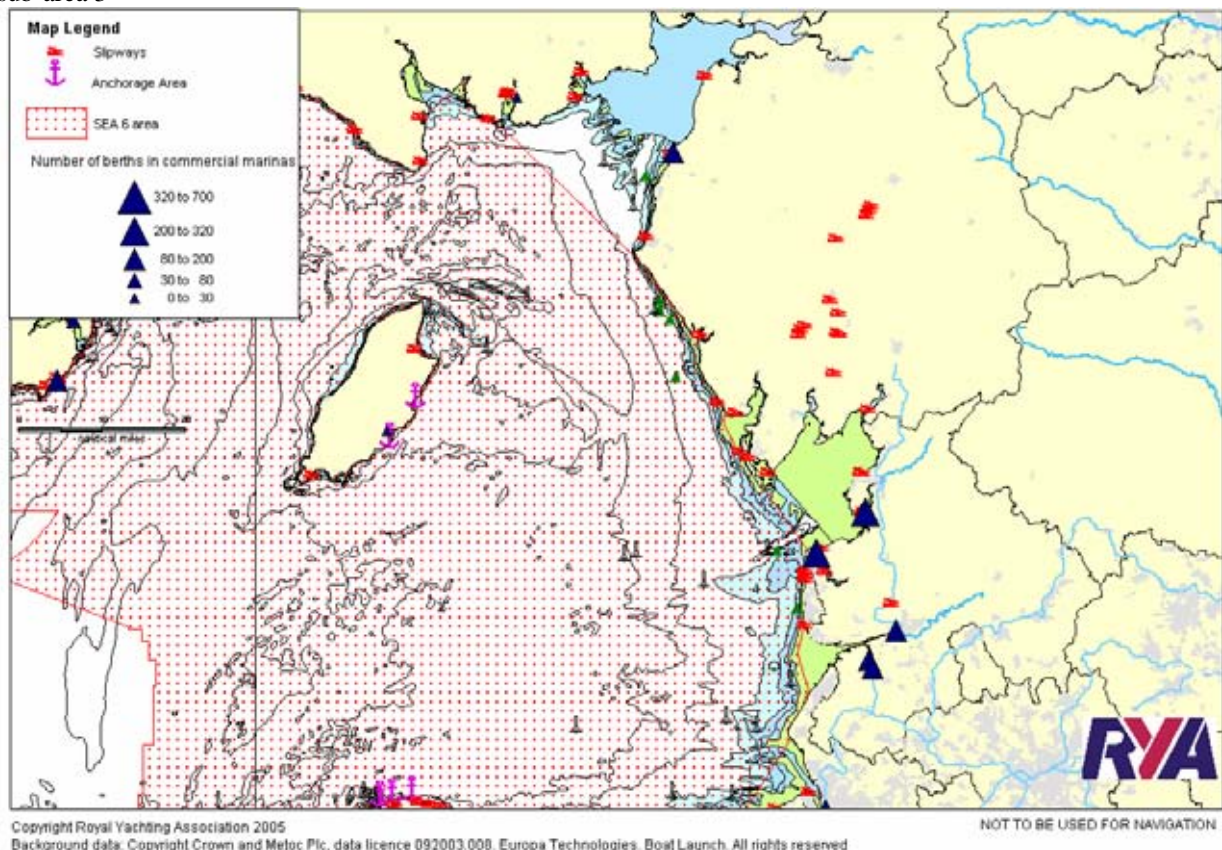 Map Legend
Slipways
Anchorage Area
SEA 6 area
Number of berths in commercial marinas
320 to 700
200 to 320
80 to 200
30 to 80
0 to 30
nautical miles
RYA
Copyright Royal Yachting Association 2005
NOT TO BE USED FOR NAVIGATION
Background data: Copyright Crown and Metoc Plc. data licence 092003.008. Europa Technologies. Boat Launch. All rights reserved